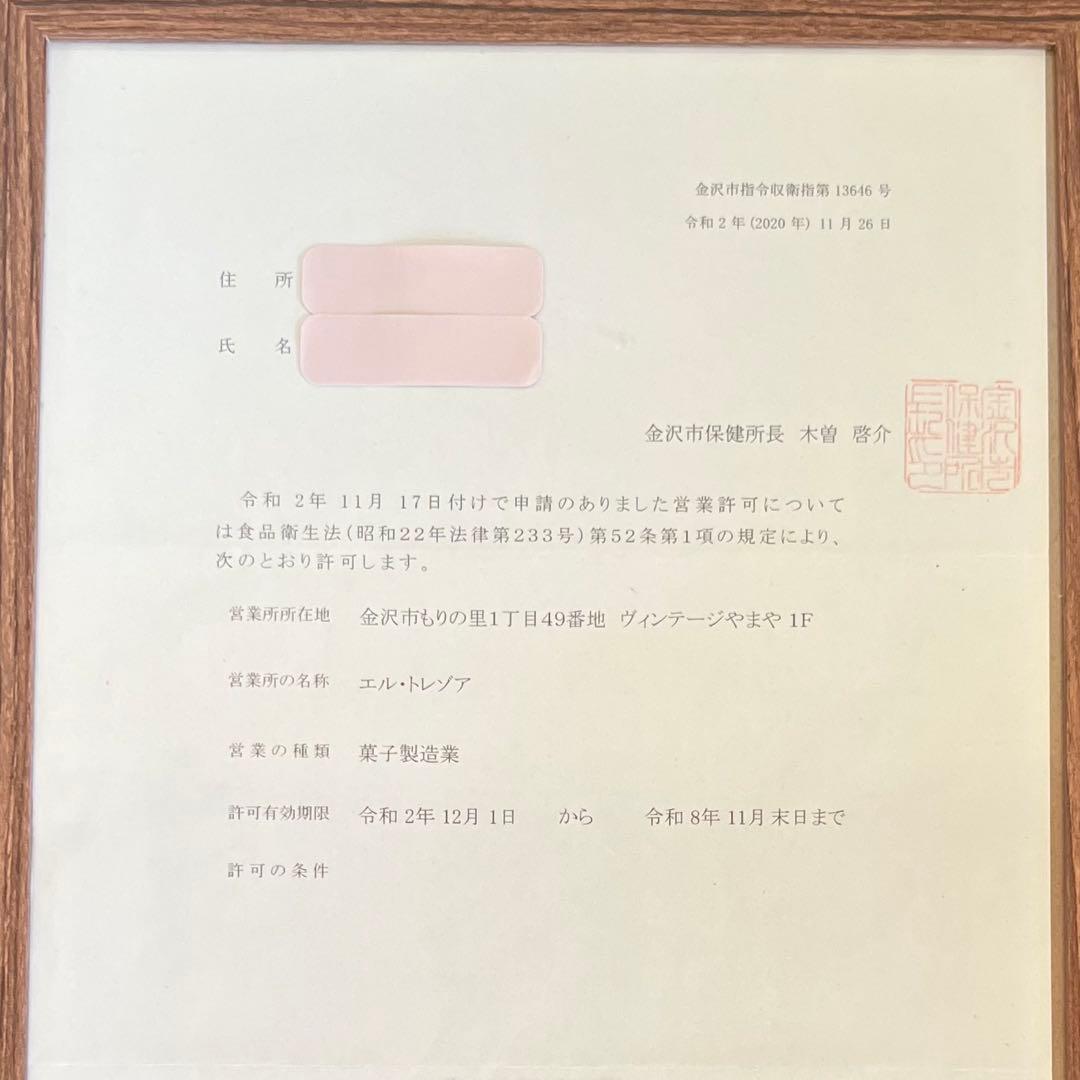 金沢市指令収衛指第 13646 号
令和 2 年 (2020 年) 11 月 26 日
住 所
氏 名
金沢市保健所長 木曽 啓介
金沢市保健所長之印
令和 2年 11月 17日付けで申請のありました営業許可について
は食品衛生法(昭和22年法律第233号)第52条第1項の規定により、
次のとおり許可します。
営業所所在地 金沢市もりの里1丁目49番地 ヴィンテージやまや 1F
営業所の名称 エル・トレゾア
営業の種類 菓子製造業
許可有効期限 令和 2年 12月 1日 から 令和 8年 11月 末日まで
許可の条件